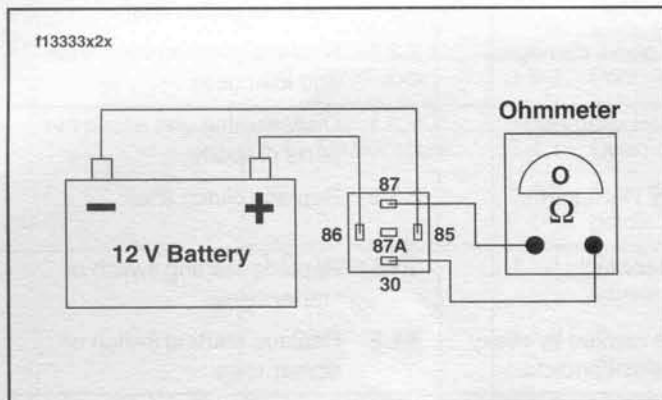 f13333x2x
Ohmmeter
O
Ω
87
86
87A
85
30
–
+
12 V Battery